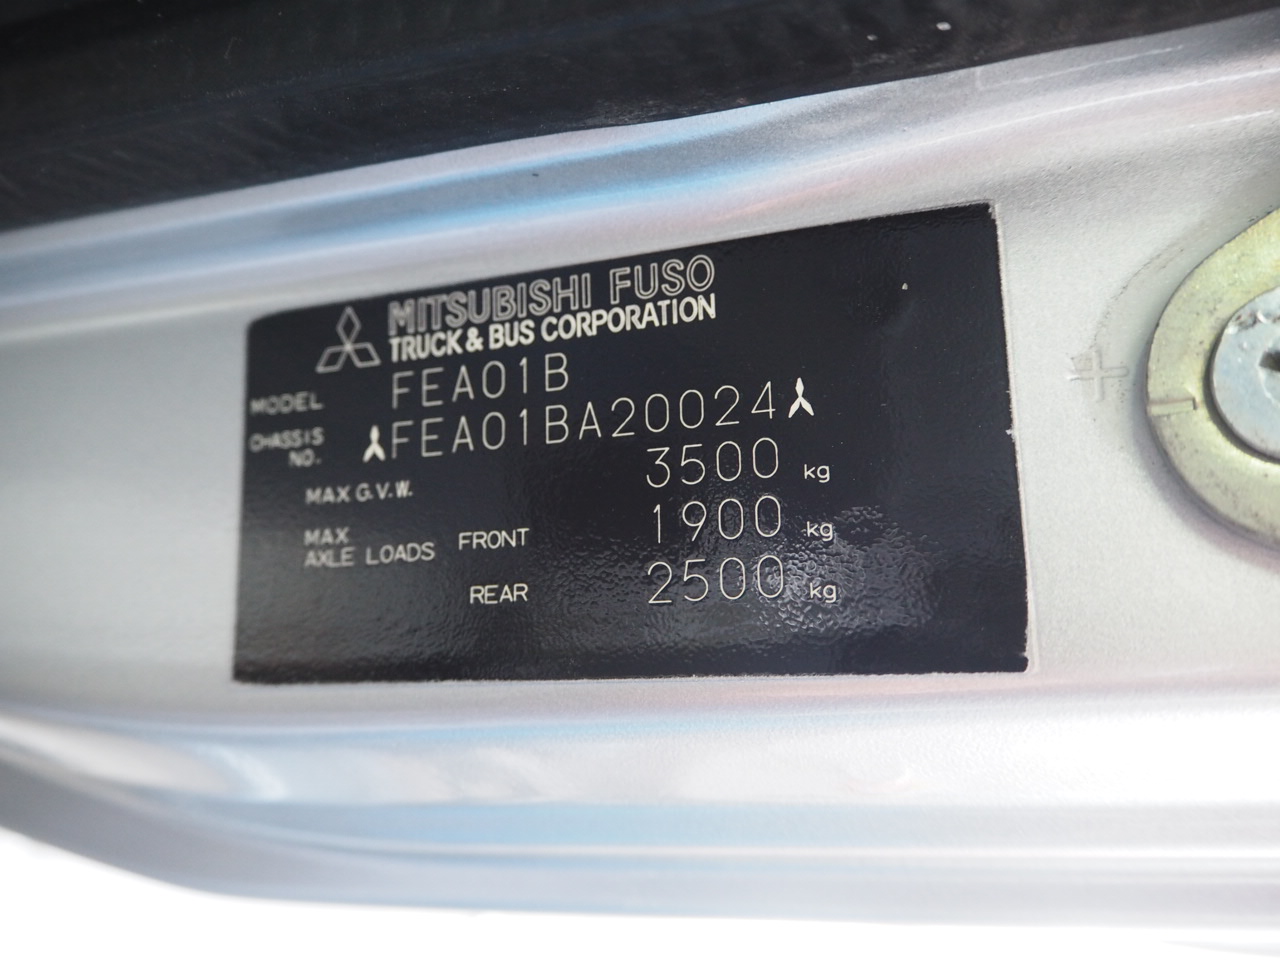 MITSUBISHI FUSO
TRUCK & BUS CORPORATION
MODEL FEA01B
CHASSIS NO. FEA01BA20024
MAX G.V.W. 3500 kg
MAX AXLE LOADS FRONT 1900 kg
REAR 2500 kg